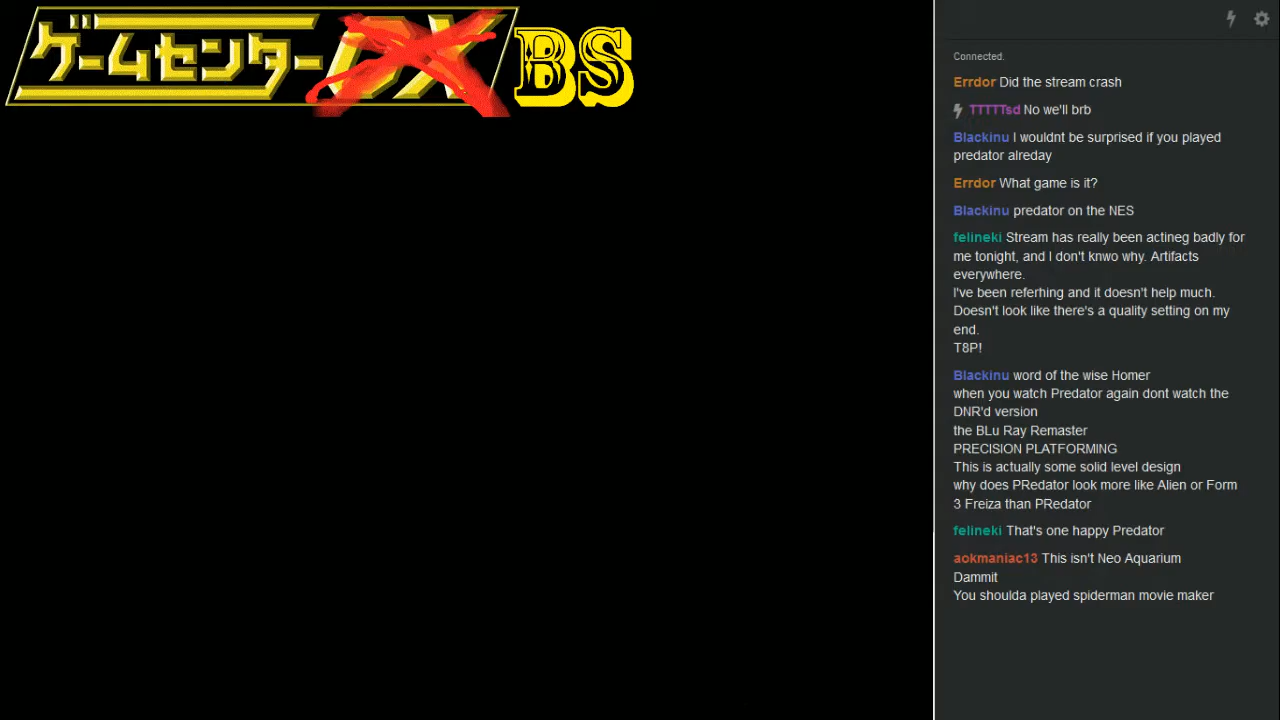 ゲームセンターCX BS
Connected.
Errdor Did the stream crash
TTTTTsd No we'll brb
Blackinu I wouldnt be surprised if you played
predator alreday
Errdor What game is it?
Blackinu predator on the NES
felineki Stream has really been actineg badly for
me tonight, and I don't knwo why. Artifacts
everywhere.
I've been referhing and it doesn't help much.
Doesn't look like there's a quality setting on my
end.
T8P!
Blackinu word of the wise Homer
when you watch Predator again dont watch the
DNR'd version
the BLu Ray Remaster
PRECISION PLATFORMING
This is actually some solid level design
why does PRedator look more like Alien or Form
3 Freiza than PRedator
felineki That's one happy Predator
aokmaniac13 This isn't Neo Aquarium
Dammit
You shoulda played spiderman movie maker